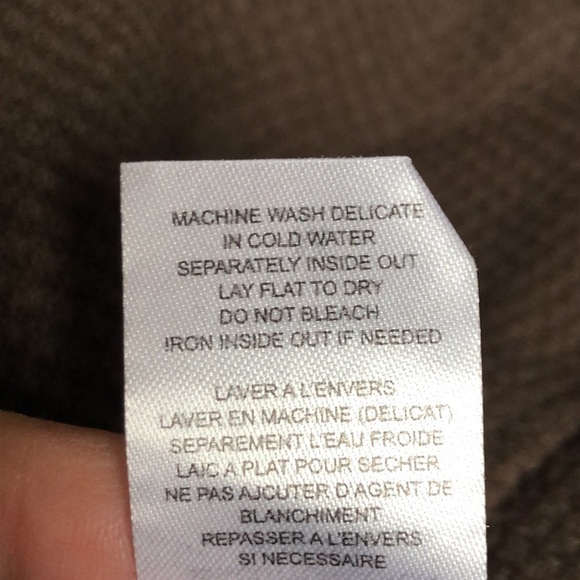 MACHINE WASH DELICATE
IN COLD WATER
SEPARATELY INSIDE OUT
LAY FLAT TO DRY
DO NOT BLEACH
IRON INSIDE OUT IF NEEDED
LAVER A L'ENVERS
LAVER EN MACHINE (DELICAT)
SEPAREMENT L'EAU FROIDE
LAIC A PLAT POUR SECHER
NE PAS AJCUTER D'AGENT DE
BLANCHIMENT
REPASSER A L'ENVERS
SI NECESSAIRE